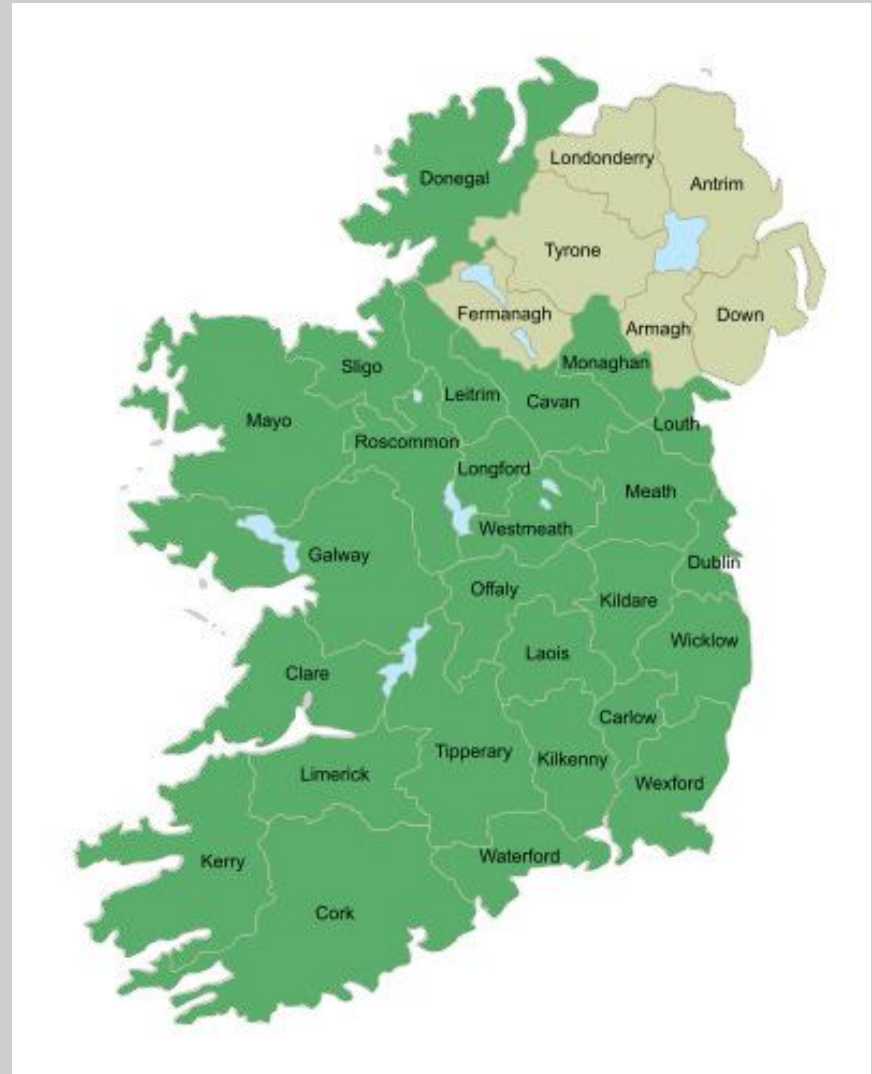 Londonderry
Antrim
Donegal
Tyrone
Fermanagh
Armagh
Down
Monaghan
Sligo
Leitrim
Cavan
Mayo
Louth
Roscommon
Longford
Meath
Westmeath
Galway
Dublin
Offaly
Kildare
Wicklow
Laois
Clare
Carlow
Tipperary
Kilkenny
Limerick
Wexford
Waterford
Kerry
Cork